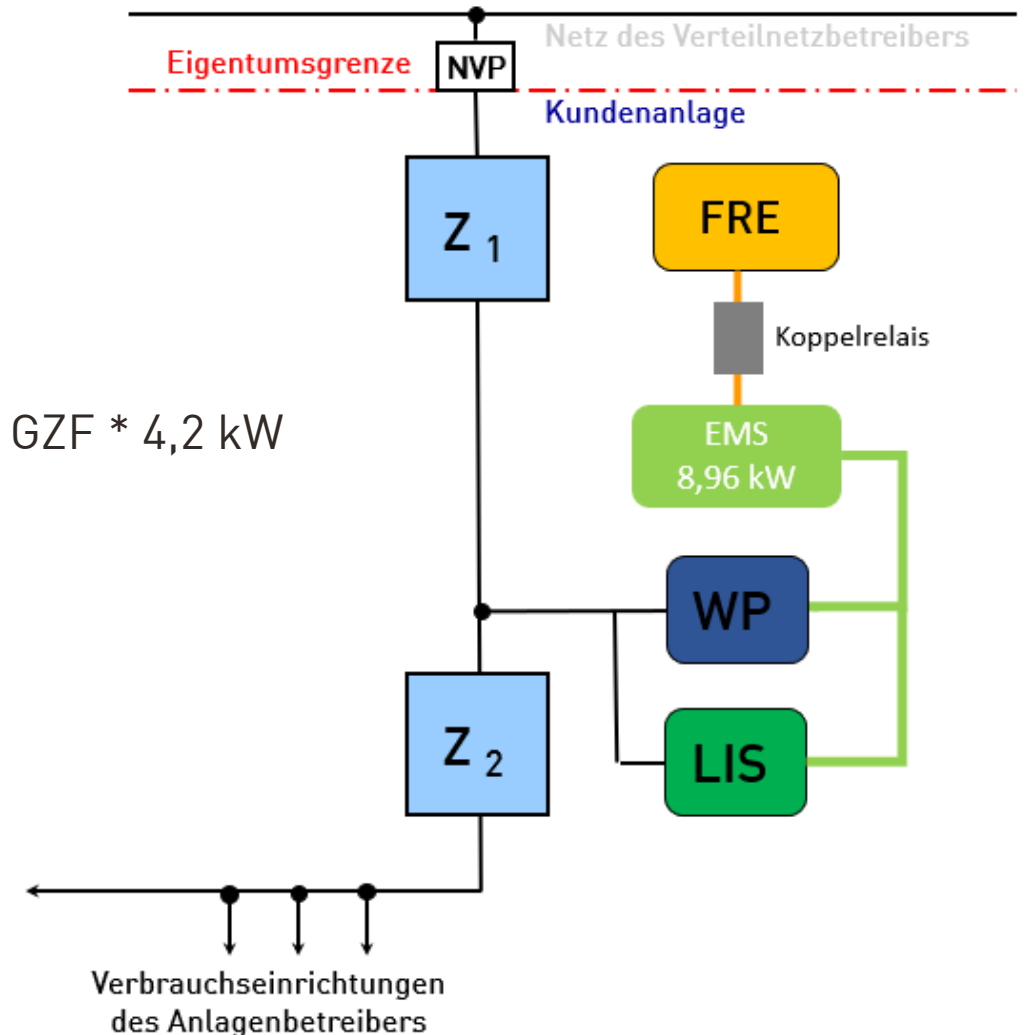 Netz des Verteilnetzbetreibers
Eigentumsgrenze
NVP
Kundenanlage
Z 1
FRE
Koppelrelais
GZF * 4,2 kW
EMS
8,96 kW
WP
Z 2
LIS
Verbrauchseinrichtungen
des Anlagenbetreibers